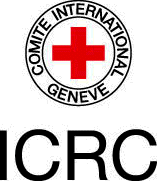 COMITE INTERNATIONAL
GENEVE
ICRC